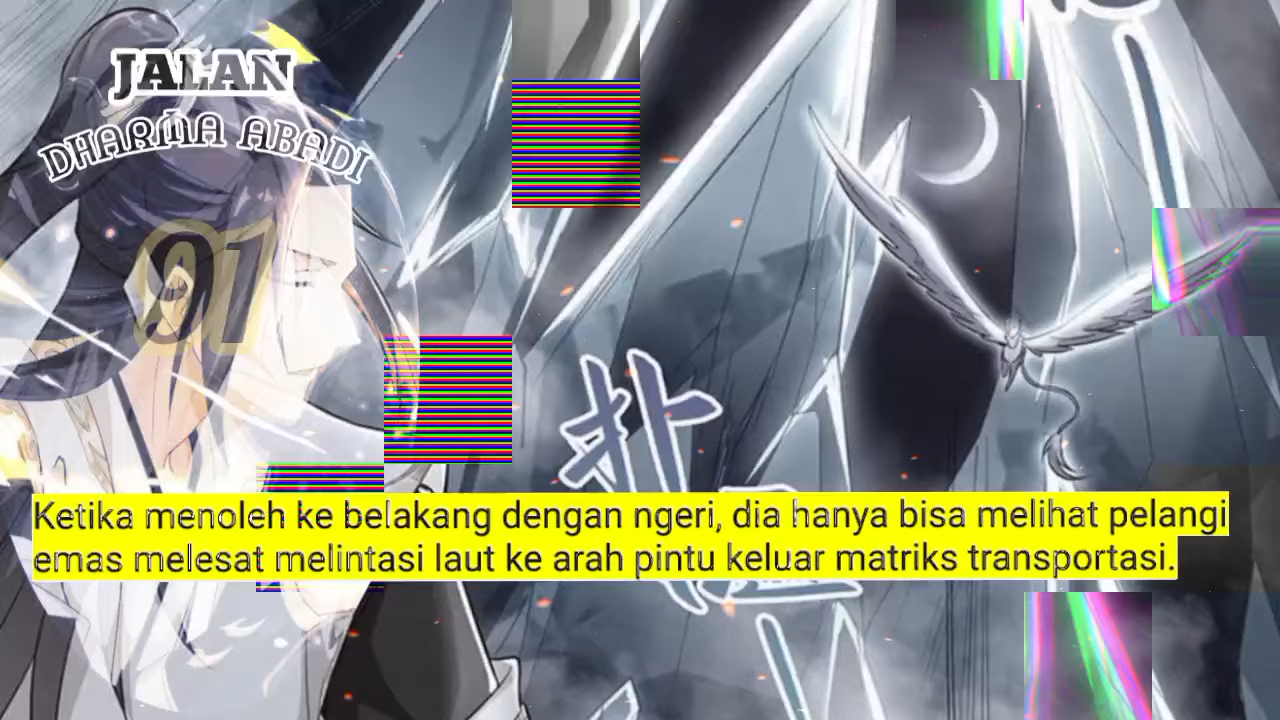 JALAN
DHARMA ABADI
91
Ketika menoleh ke belakang dengan ngeri, dia hanya bisa melihat pelangi
emas melesat melintasi laut ke arah pintu keluar matriks transportasi.